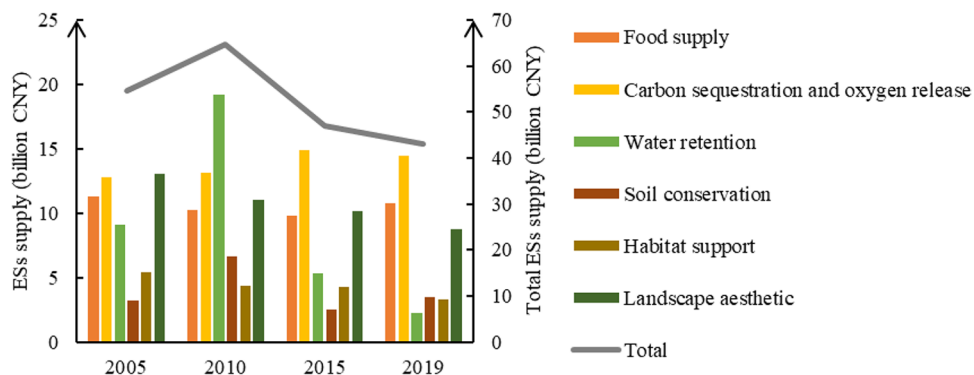 ESs supply (billion CNY)
25
20
15
10
5
0
2005
2010
2015
2019
70
60
50
40
30
20
10
0
Total ESs supply (billion CNY)
Food supply
Carbon sequestration and oxygen release
Water retention
Soil conservation
Habitat support
Landscape aesthetic
Total